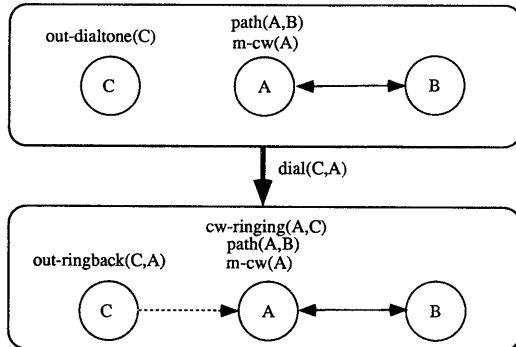 path(A,B)
out-dialtone(C)
m-cw(A)
C
A
B
dial(C,A)
cw-ringing(A,C)
path(A,B)
out-ringback(C,A)
m-cw(A)
C
A
B